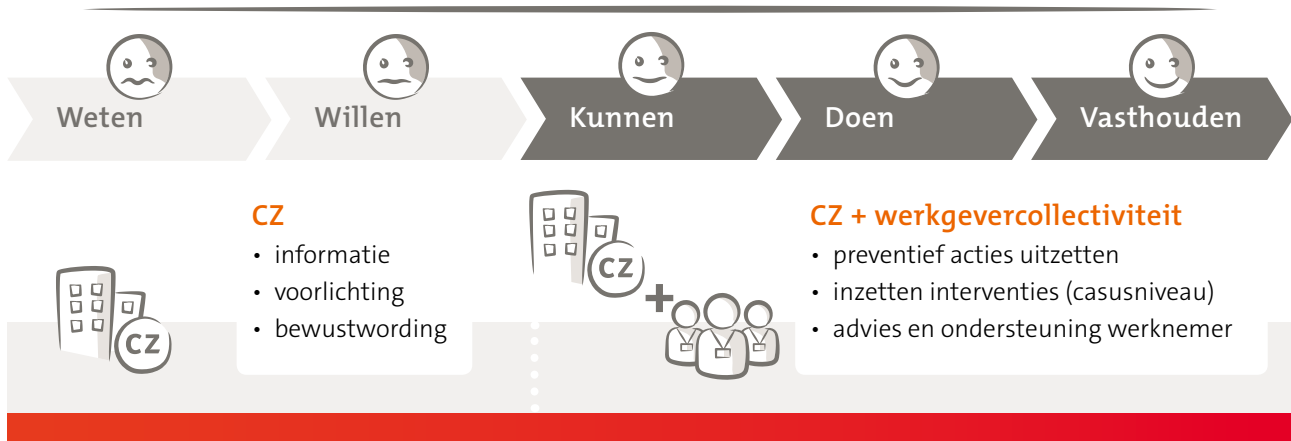 Weten
Willen
Kunnen
Doen
Vasthouden
CZ
• informatie
• voorlichting
• bewustwording
CZ
CZ
CZ + werkgevercollectiviteit
• preventief acties uitzetten
• inzetten interventies (casusniveau)
• advies en ondersteuning werknemer